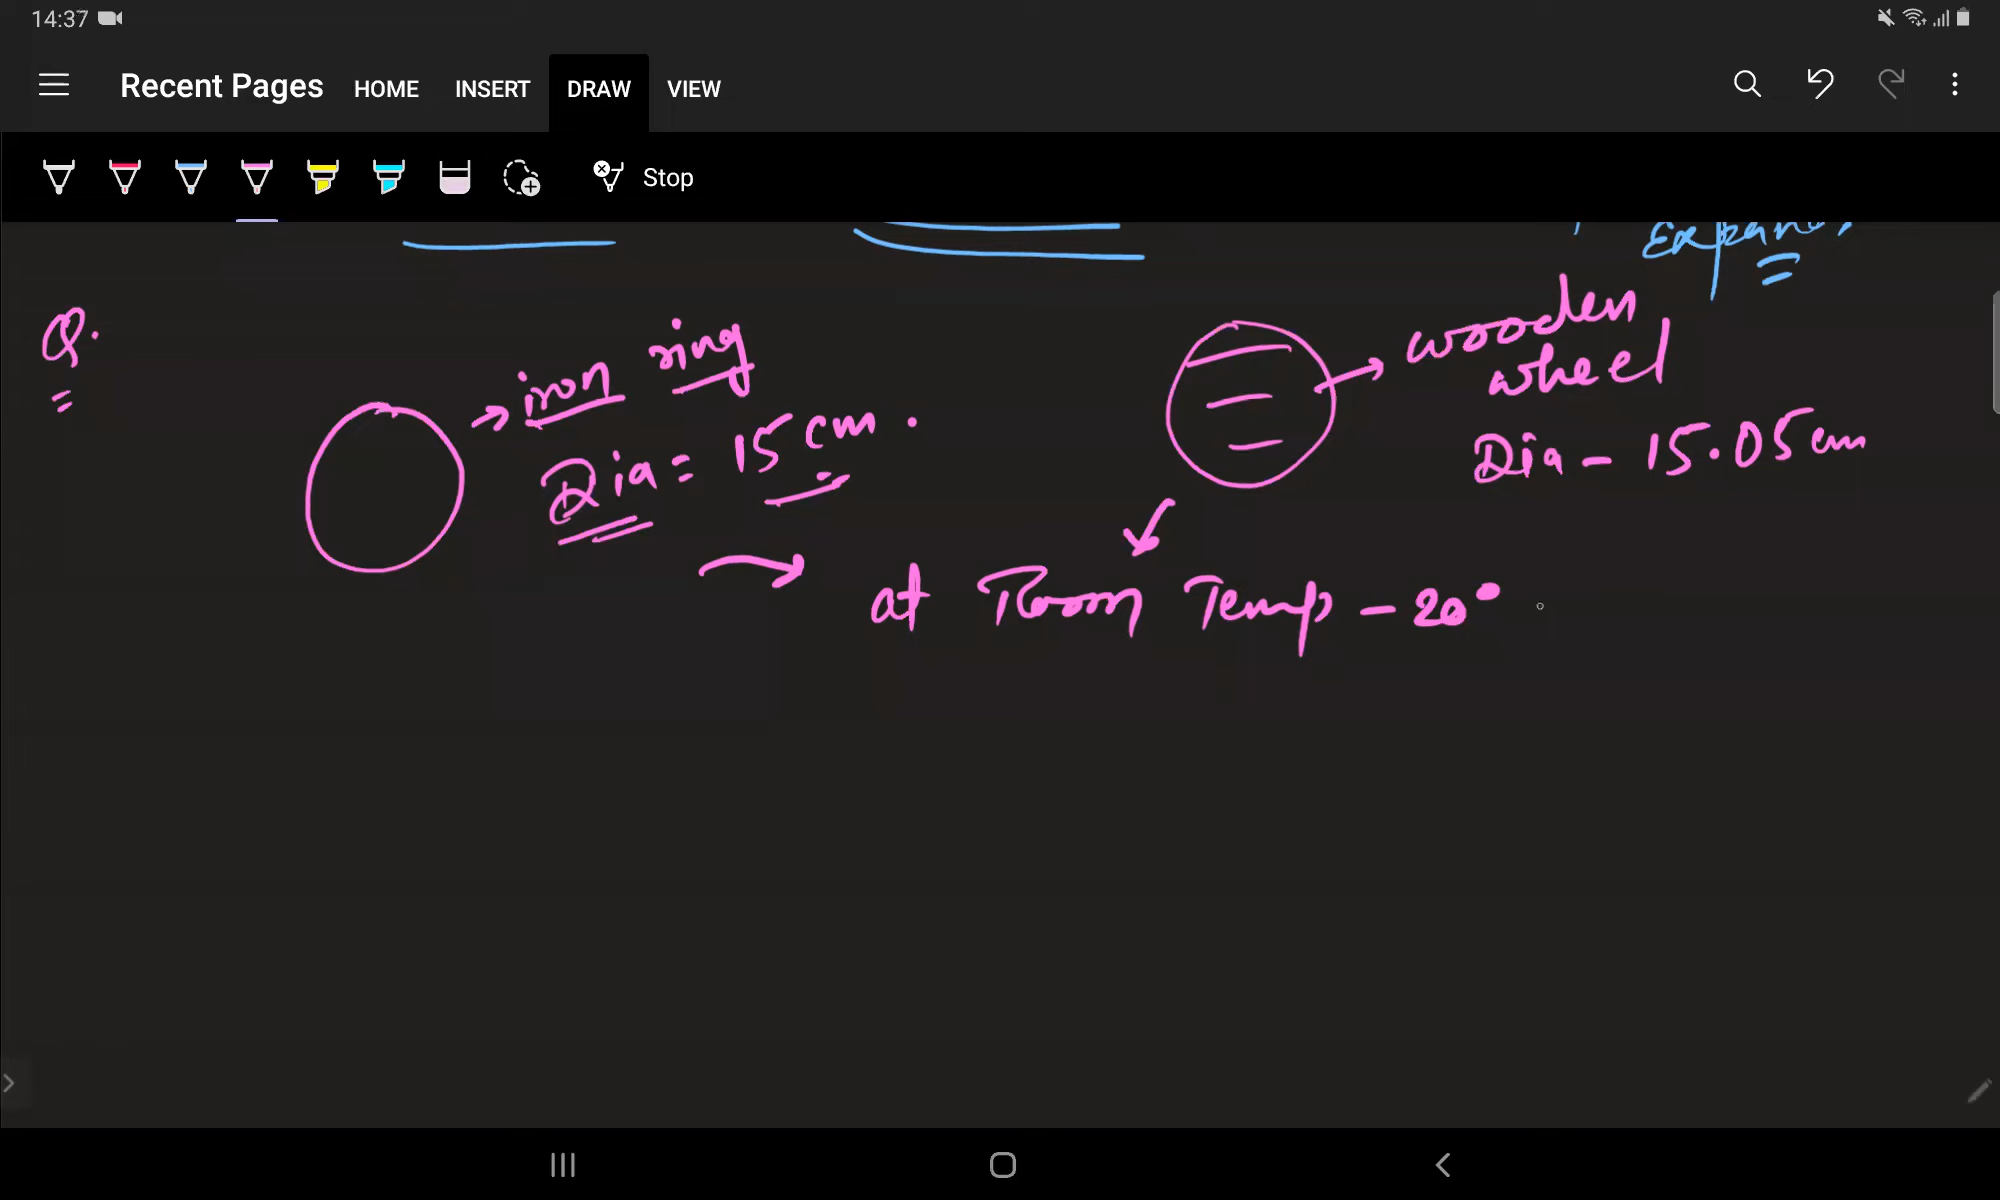 14:37
Recent Pages HOME INSERT DRAW VIEW
Stop
Q.
iron ring
Dia = 15 cm.
wooden
wheel
Dia - 15.05 cm
at Room Temp - 20°